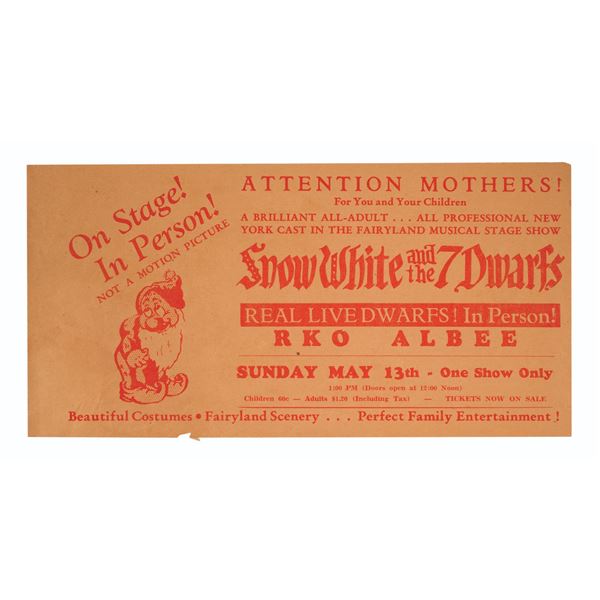 On Stage!
In Person!
NOT A MOTION PICTURE
ATTENTION MOTHERS!
For You and Your Children
A BRILLIANT ALL-ADULT . . . ALL PROFESSIONAL NEW
YORK CAST IN THE FAIRYLAND MUSICAL STAGE SHOW
Snow White and the 7 Dwarfs
REAL LIVE DWARFS! In Person!
RKO ALBEE
SUNDAY MAY 13th - One Show Only
1:00 PM (Doors open at 12:00 Noon)
Children 60c — Adults $1.20 (Including Tax) — TICKETS NOW ON SALE
Beautiful Costumes • Fairyland Scenery . . . Perfect Family Entertainment!